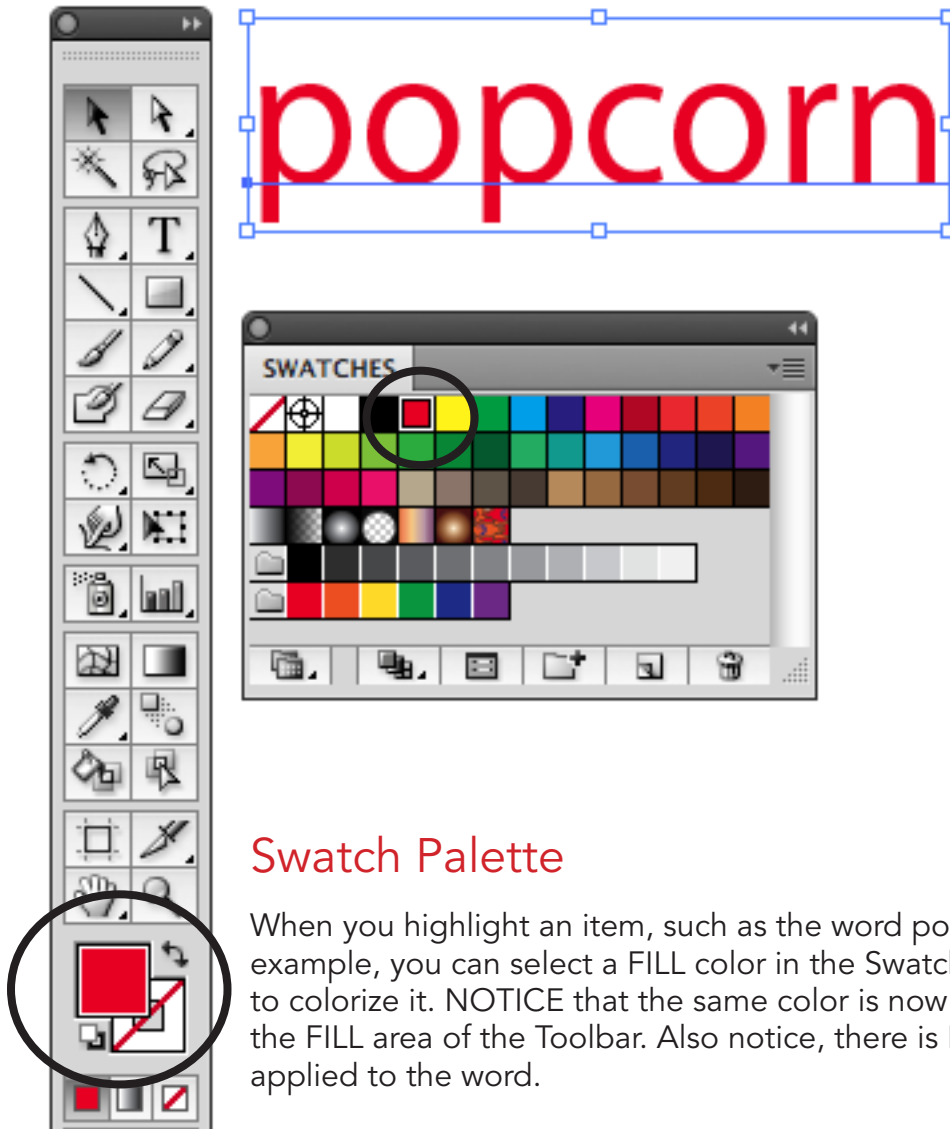 popcorn
SWATCHES
T
Swatch Palette
When you highlight an item, such as the word
example, you can select a FILL color in the
to colorize it. NOTICE that the same color is now
the FILL area of the Toolbar. Also notice, there is
applied to the word.